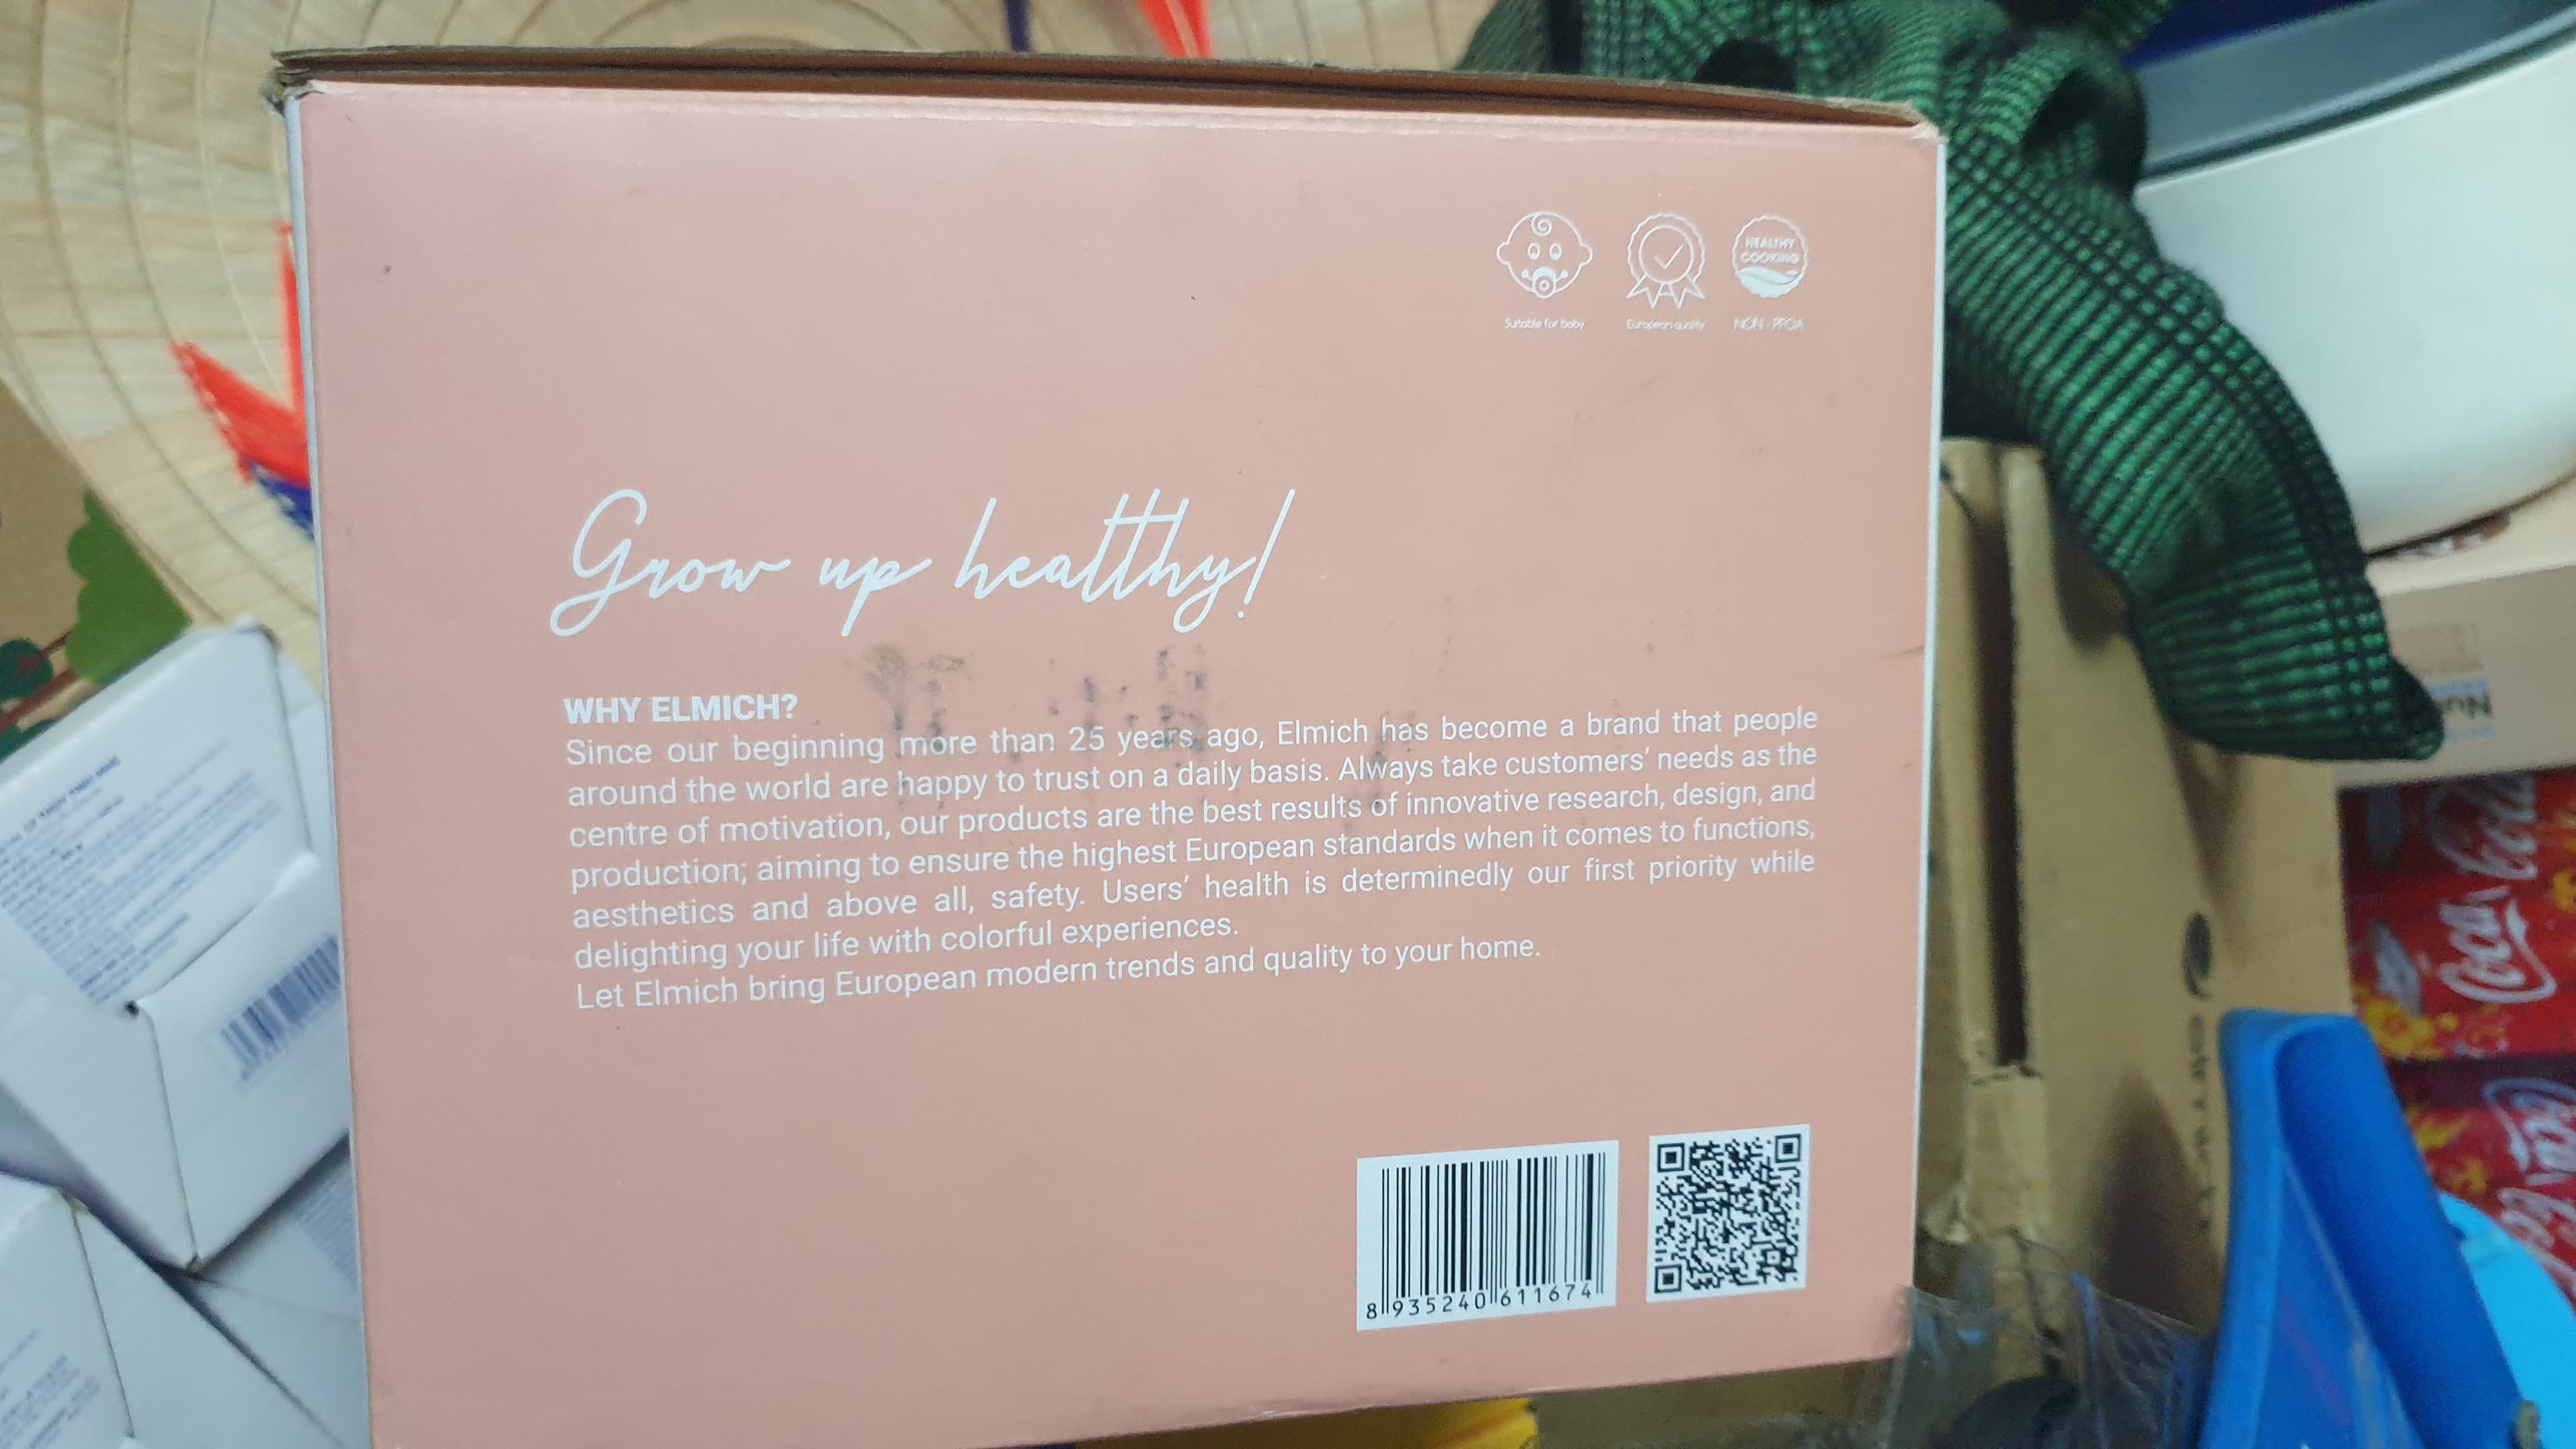 HEALTHY
COOKING
Suitable for baby
European quality
NON - PFOA
Grow up healthy!
WHY ELMICH?
Since our beginning more than 25 years ago, Elmich has become a brand that people
around the world are happy to trust on a daily basis. Always take customers' needs as the
centre of motivation, our products are the best results of innovative research, design, and
production; aiming to ensure the highest European standards when it comes to functions,
aesthetics and above all, safety. Users' health is determinedly our first priority while
delighting your life with colorful experiences.
Let Elmich bring European modern trends and quality to your home.
8 935240 611674
Coca-Cola